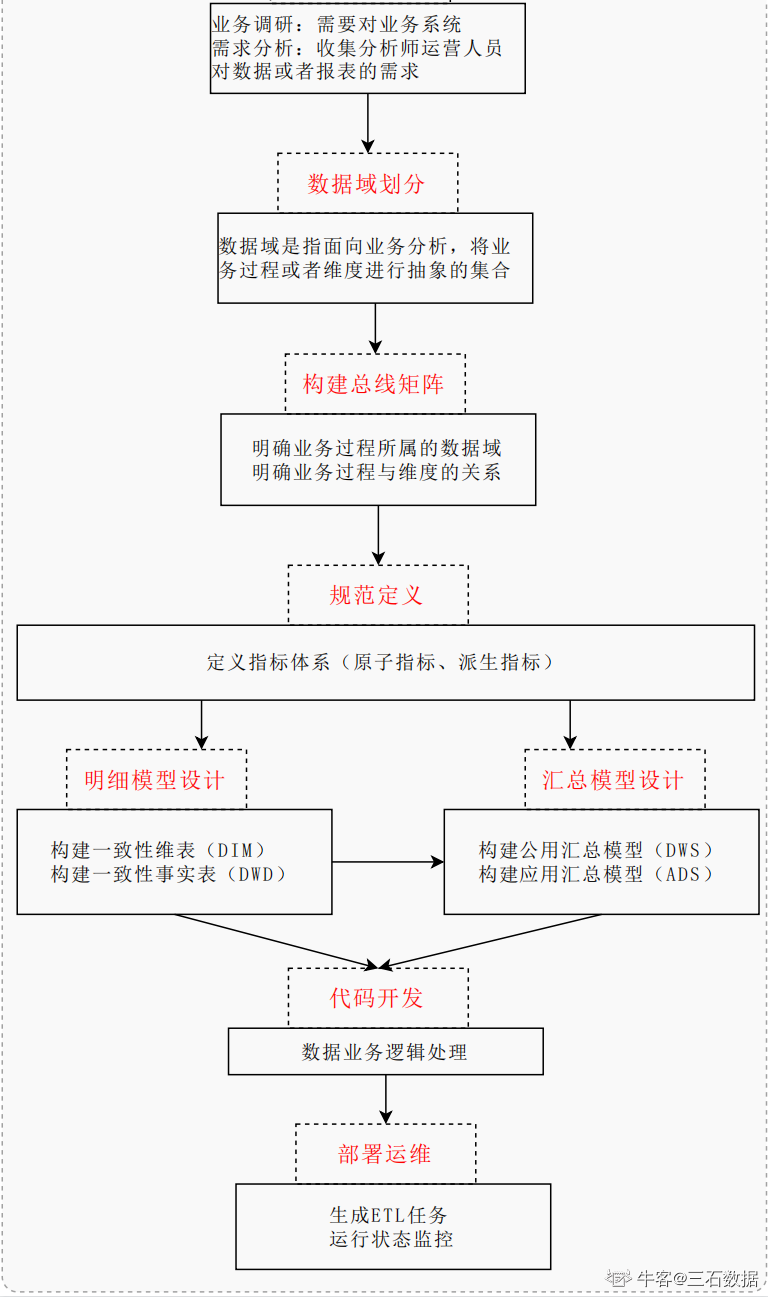 业务调研：需要对业务系统
需求分析：收集分析师运营人员
对数据或者报表的需求
数据域划分
数据域是指面向业务分析，将业
务过程或者维度进行抽象的集合
构建总线矩阵
明确业务过程所属的数据域
明确业务过程与维度的关系
规范定义
定义指标体系（原子指标、派生指标）
明细模型设计
汇总模型设计
构建一致性维表（DIM）
构建一致性事实表（DWD）
构建公用汇总模型（DWS）
构建应用汇总模型（ADS）
代码开发
数据业务逻辑处理
部署运维
生成ETL任务
运行状态监控
牛客@三石数据